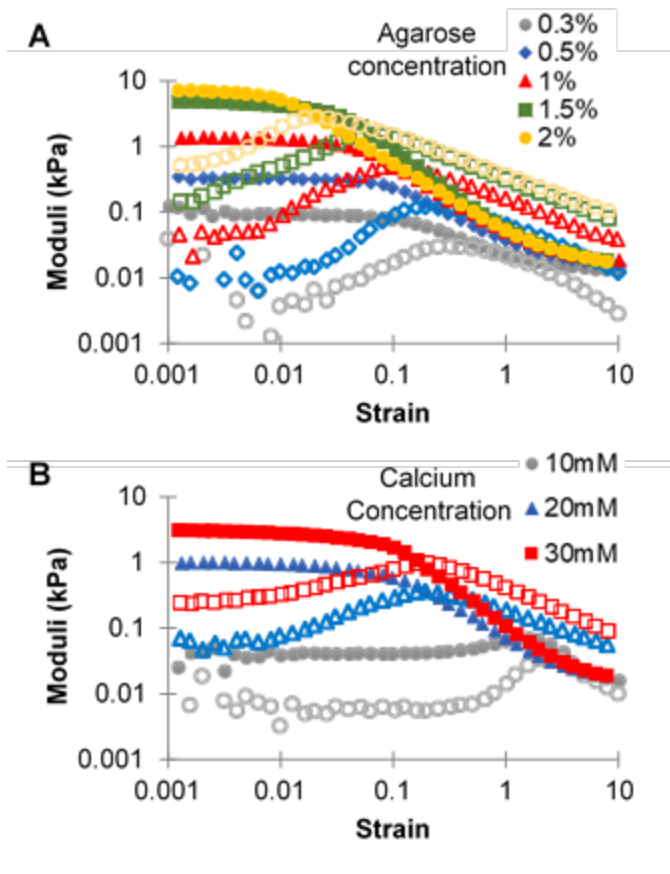 A
Agarose
concentration
0.3%
0.5%
1%
1.5%
2%
10
1
0.1
0.01
0.001
Moduli (kPa)
0.001 0.01 0.1 1 10
Strain
B
Calcium
Concentration
10mM
20mM
30mM
10
1
0.1
0.01
0.001
Moduli (kPa)
0.001 0.01 0.1 1 10
Strain